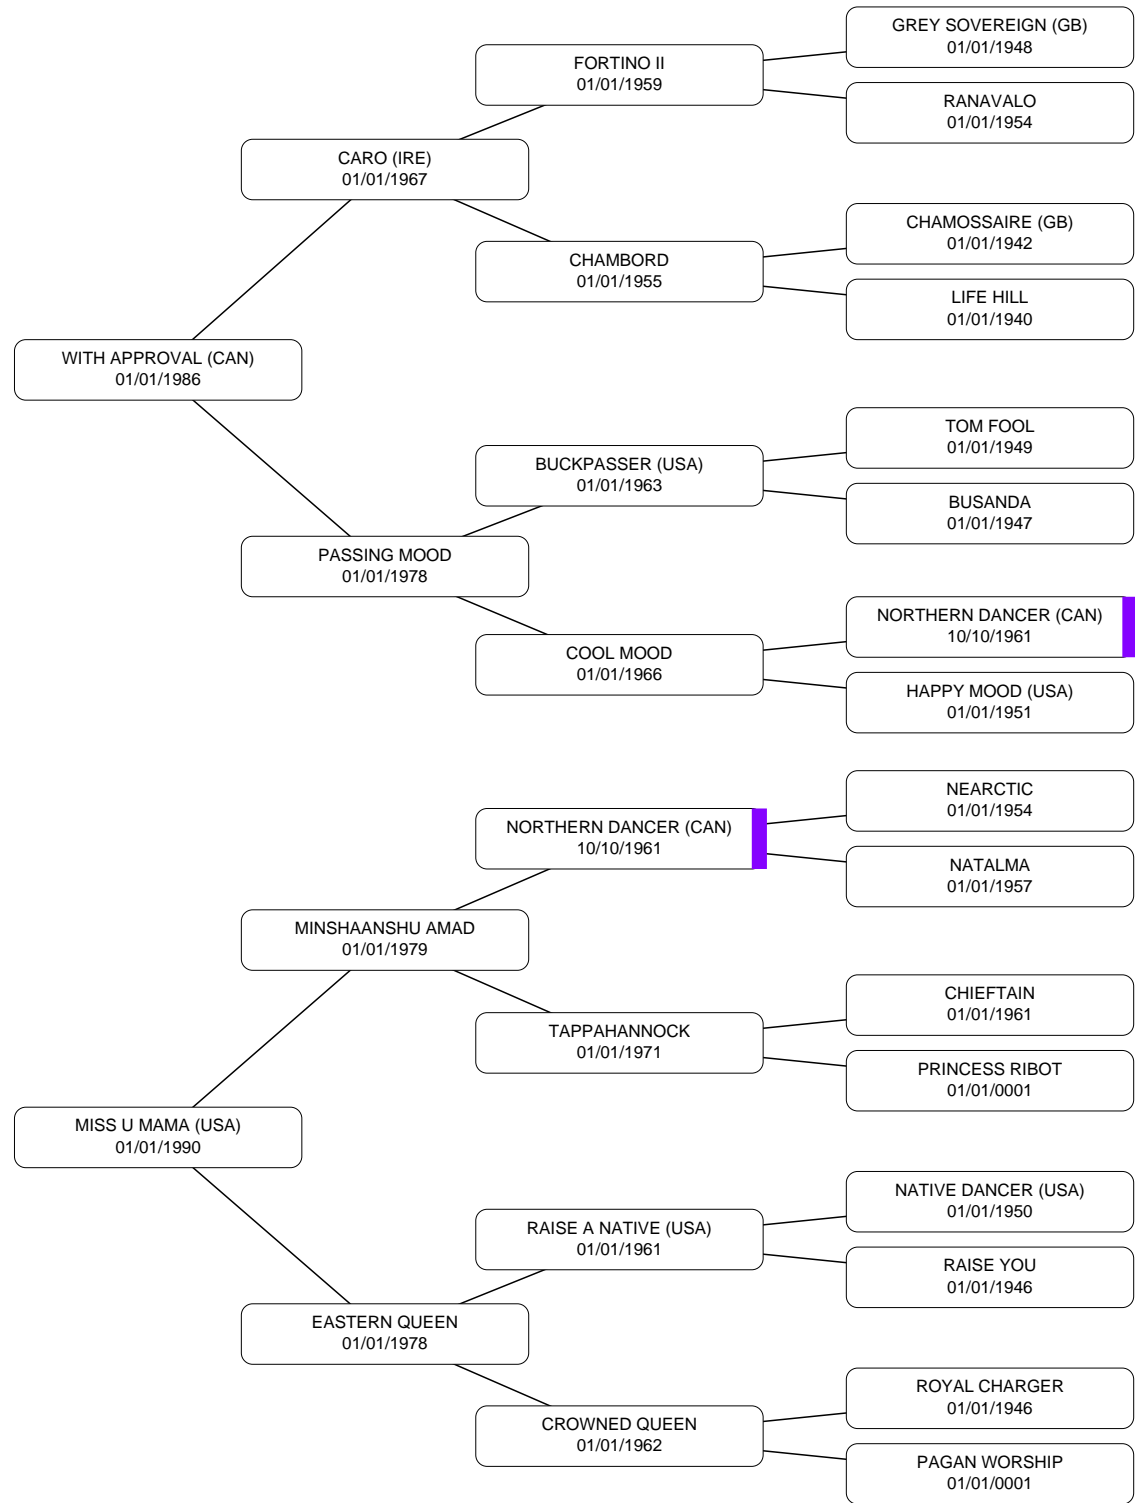 GREY SOVEREIGN (GB)
01/01/1948
FORTINO II
01/01/1959
RANAVALO
01/01/1954
CARO (IRE)
01/01/1967
CHAMOSSAIRE (GB)
01/01/1942
CHAMBORD
01/01/1955
LIFE HILL
01/01/1940
WITH APPROVAL (CAN)
01/01/1986
TOM FOOL
01/01/1949
BUCKPASSER (USA)
01/01/1963
BUSANDA
01/01/1947
PASSING MOOD
01/01/1978
NORTHERN DANCER (CAN)
10/10/1961
COOL MOOD
01/01/1966
HAPPY MOOD (USA)
01/01/1951
NEARCTIC
01/01/1954
NORTHERN DANCER (CAN)
10/10/1961
NATALMA
01/01/1957
MINSHAANSHU AMAD
01/01/1979
CHIEFTAIN
01/01/1961
TAPPAHANNOCK
01/01/1971
PRINCESS RIBOT
01/01/0001
MISS U MAMA (USA)
01/01/1990
NATIVE DANCER (USA)
01/01/1950
RAISE A NATIVE (USA)
01/01/1961
RAISE YOU
01/01/1946
EASTERN QUEEN
01/01/1978
ROYAL CHARGER
01/01/1946
CROWNED QUEEN
01/01/1962
PAGAN WORSHIP
01/01/0001